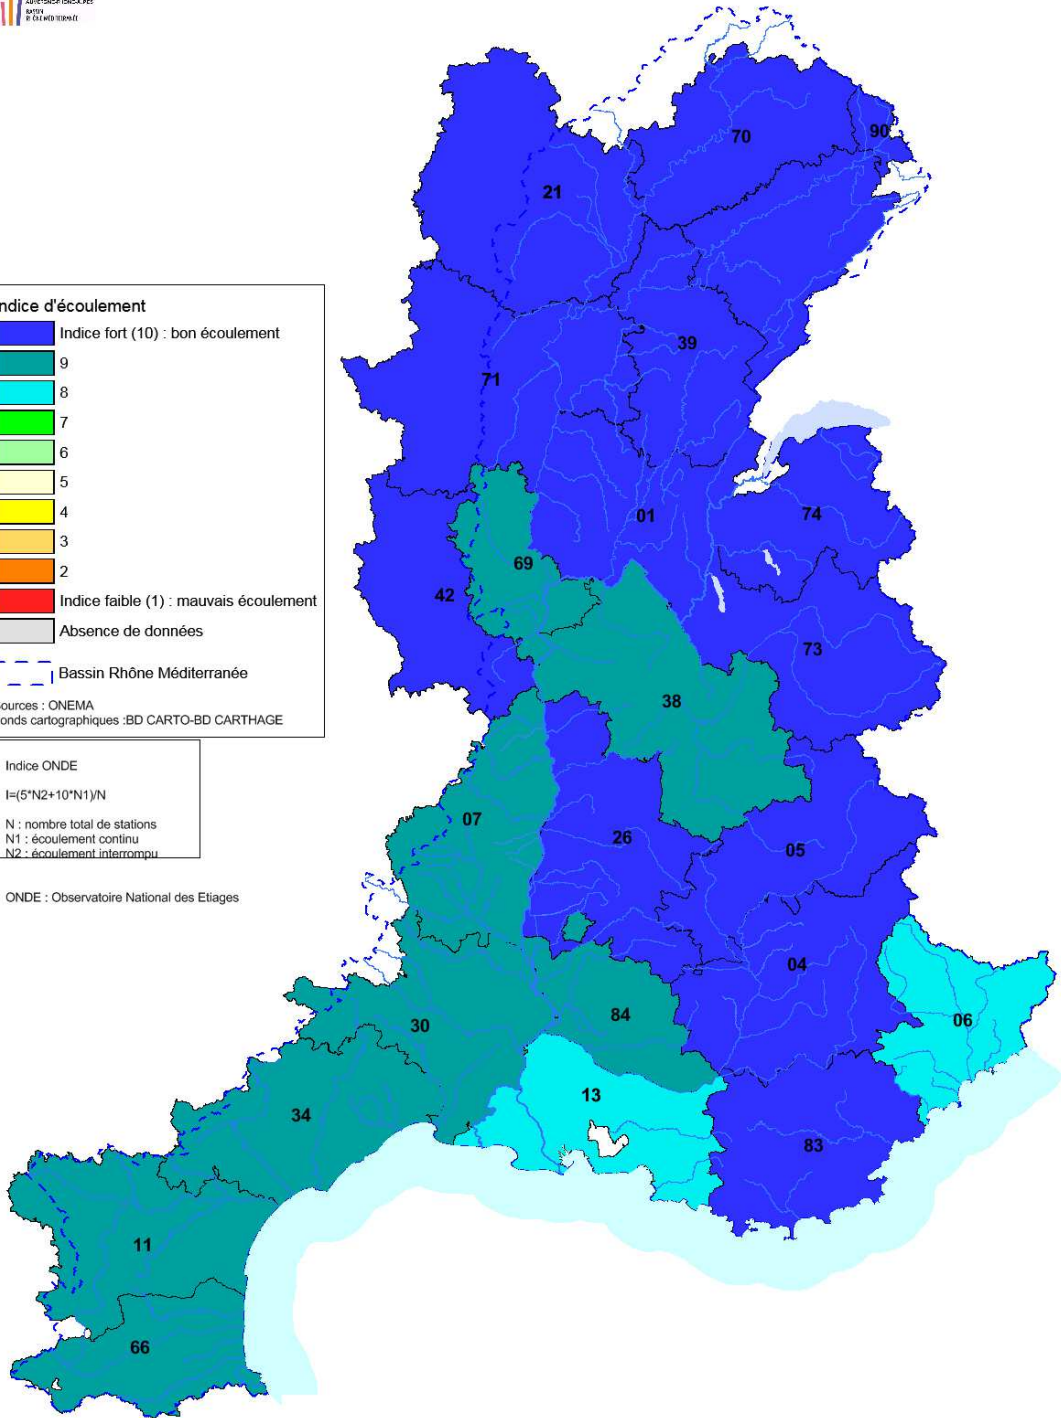 BASSIN
70
90
21
ndice d'écoulement
Indice fort (10) : bon écoulement
9
8
7
6
5
4
3
2
Indice faible (1) : mauvais écoulement
Absence de données
Bassin Rhône Méditerranée
ources : ONEMA
onds cartographiques :BD CARTO-BD CARTHAGE
39
71
01
74
69
42
73
38
Indice ONDE
I=(5*N2+10*N1)/N
N : nombre total de stations
N1 : écoulement continu
N2 : écoulement interrompu
ONDE : Observatoire National des Etiages
07
26
05
04
84
06
30
13
34
83
11
66